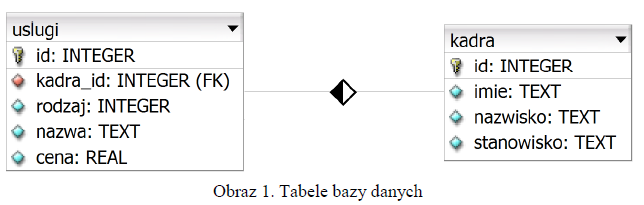 uslugi
id: INTEGER
kadra_id: INTEGER (FK)
rodzaj: INTEGER
nazwa: TEXT
cena: REAL
kadra
id: INTEGER
imie: TEXT
nazwisko: TEXT
stanowisko: TEXT
Obraz 1. Tabele bazy danych